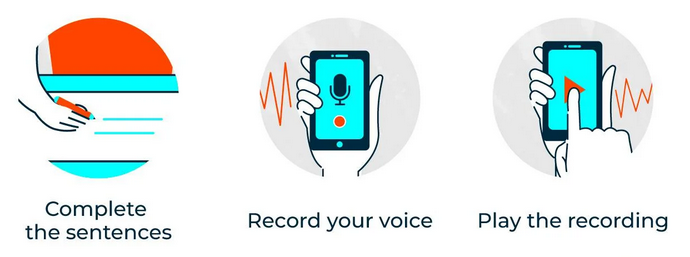 Complete
the sentences
Record your voice
Play the recording